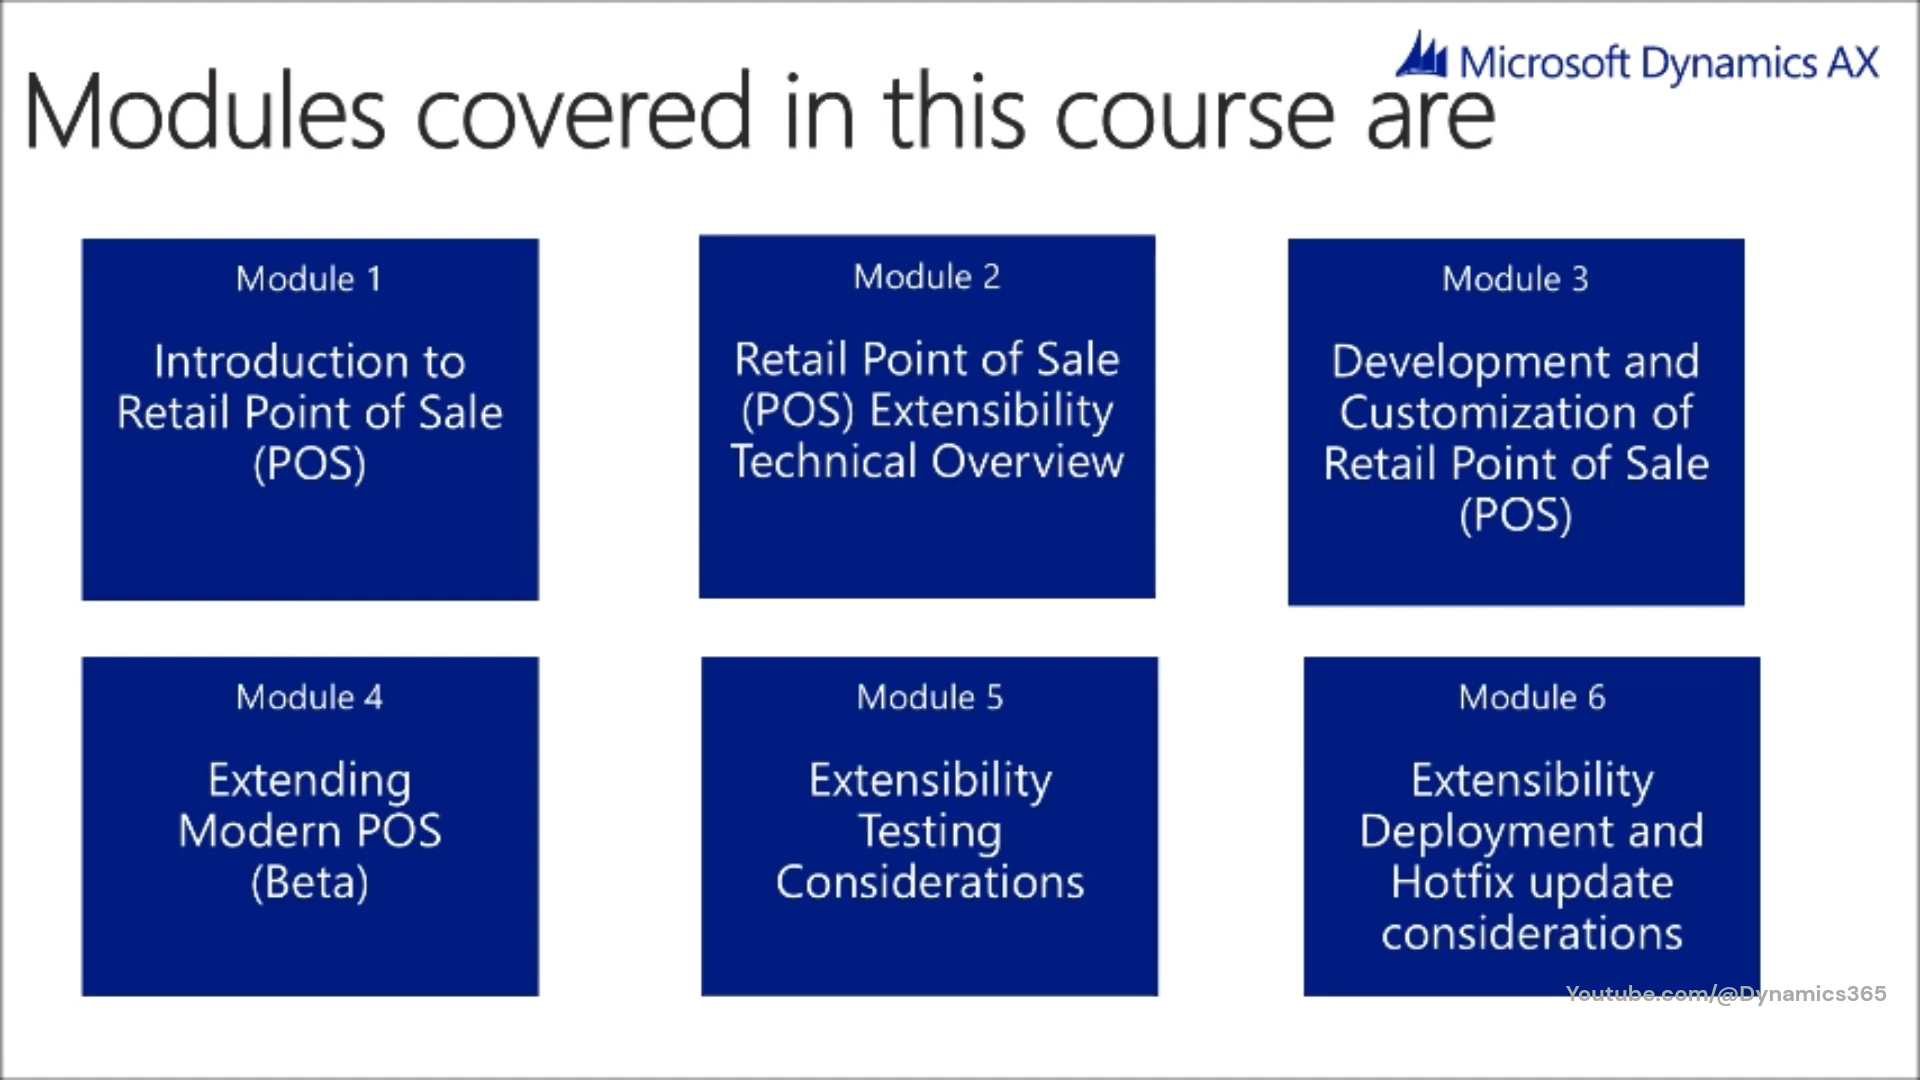 Microsoft Dynamics AX
Modules covered in this course are
Module 1
Introduction to
Retail Point of Sale
(POS)
Module 2
Retail Point of Sale
(POS) Extensibility
Technical Overview
Module 3
Development and
Customization of
Retail Point of Sale
(POS)
Module 4
Extending
Modern POS
(Beta)
Module 5
Extensibility
Testing
Considerations
Module 6
Extensibility
Deployment and
Hotfix update
considerations
Youtube.com/@Dynamics365